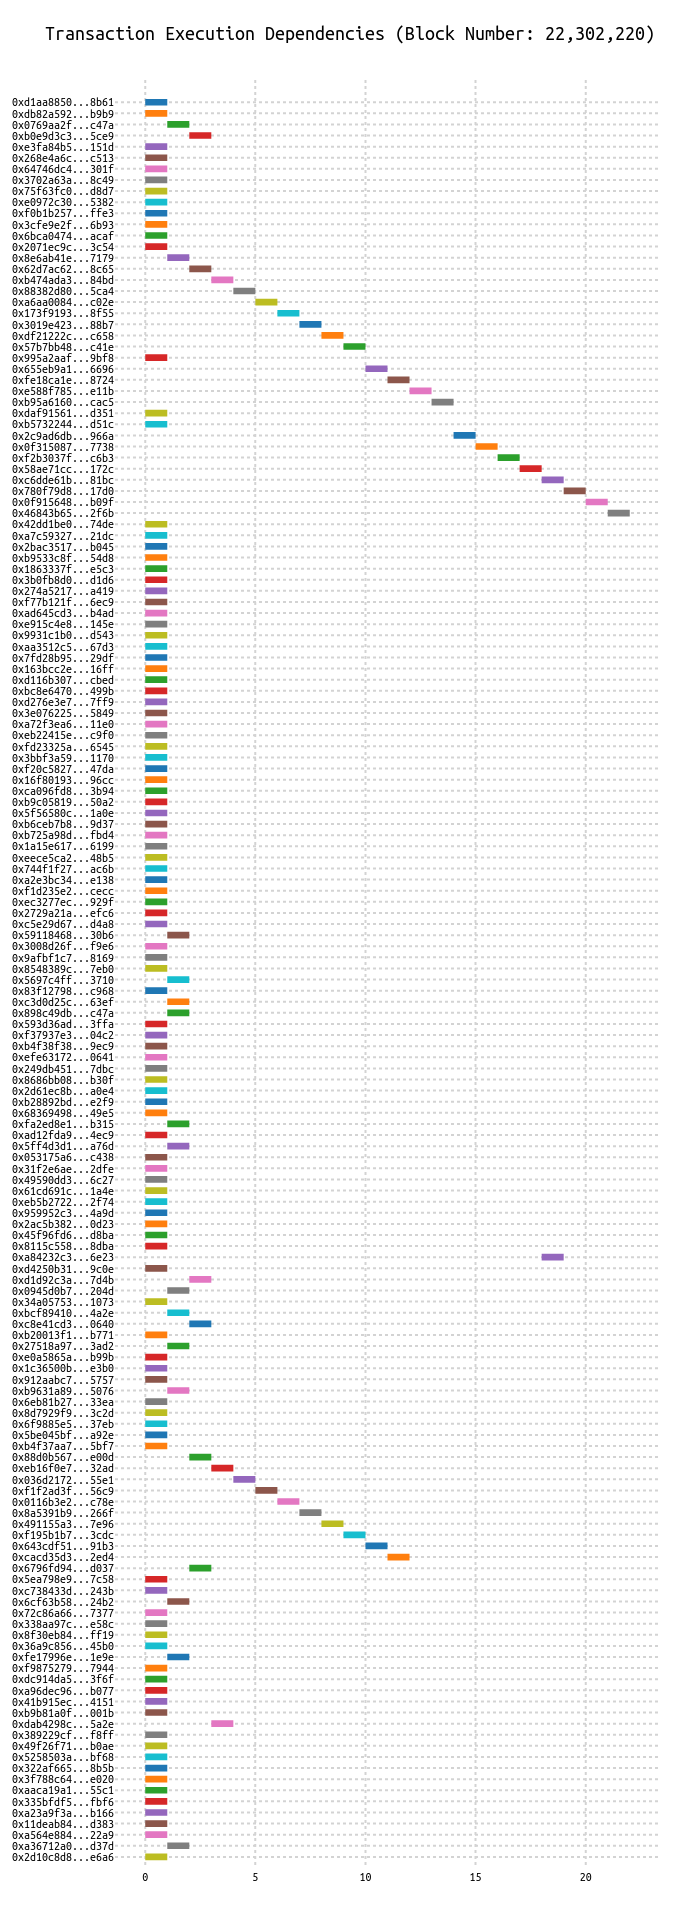 Transaction Execution Dependencies (Block Number: 22,302,220)
0xd1aa8850...8b61
0xdb82a592...b9b9
0x0769aa2f...c47a
0xb0e9d3c3...5ce9
0xe3fa84b5...151d
0x268e4a6c...c513
0x64746dc4...301f
0x3702a63a...8c49
0x75f63fc0...d8d7
0xe0972c30...5382
0xf0b1b257...ffe3
0x3cfe9e2f...6b93
0x6bca0474...acaf
0x2071ec9c...3c54
0x8e6ab41e...7179
0x62d7ac62...8c65
0xb474ada3...84bd
0x88382d80...5ca4
0xa6aa0084...c02e
0x173f9193...8f55
0x3019e423...88b7
0xdf21222c...c658
0x57b7bb48...c41e
0x995a2aaf...9bf8
0x655eb9a1...6696
0xfe18ca1e...8724
0xe588f785...e11b
0xb95a6160...cac5
0xdaf91561...d351
0xb5732244...d51c
0x2c9ad6db...966a
0x0f315087...7738
0xf2b3037f...c6b3
0x58ae71cc...172c
0xc6dde61b...81bc
0x780f79d8...17d0
0x0f915648...b09f
0x46843b65...2f6b
0x42dd1be0...74de
0xa7c59327...21dc
0x2bac3517...b045
0xb9533c8f...54d8
0x1863337f...e5c3
0x3b0fb8d0...d1d6
0x274a5217...a419
0xf77b121f...6ec9
0xad645cd3...b4ad
0xe915c4e8...145e
0x9931c1b0...d543
0xaa3512c5...67d3
0x7fd28b95...29df
0x163bcc2e...16ff
0xd116b307...cbed
0xbc8e6470...499b
0xd276e3e7...7ff9
0x3e076225...5849
0xa72f3ea6...11e0
0xeb22415e...c9f0
0xfd23325a...6545
0x3bbf3a59...1170
0xf20c5827...47da
0x16f80193...96cc
0xca096fd8...3b94
0xb9c05819...50a2
0x5f56580c...1a0e
0xb6ceb7b8...9d37
0xb725a98d...fbd4
0x1a15e617...6199
0xeece5ca2...48b5
0x744f1f27...ac6b
0xa2e3bc34...e138
0xf1d235e2...cecc
0xec3277ec...929f
0x2729a21a...efc6
0xc5e29d67...d4a8
0x59118468...30b6
0x3008d26f...f9e6
0x9afbf1c7...8169
0x8548389c...7eb0
0x5697c4ff...3710
0x83f12798...c968
0xc3d0d25c...63ef
0x898c49db...c47a
0x593d36ad...3ffa
0xf37937e3...04c2
0xb4f38f38...9ec9
0xefe63172...0641
0x249db451...7dbc
0x8686bb08...b30f
0x2d61ec8b...a0e4
0xb28892bd...e2f9
0x68369498...49e5
0xfa2ed8e1...b315
0xad12fda9...4ec9
0x5ff4d3d1...a76d
0x053175a6...c438
0x31f2e6ae...2dfe
0x49590dd3...6c27
0x61cd691c...1a4e
0xeb5b2722...2f74
0x959952c3...4a9d
0x2ac5b382...0d23
0x45f96fd6...d8ba
0x8115c558...8dba
0xa84232c3...6e23
0xd4250b31...9c0e
0xd1d92c3a...7d4b
0x0945d0b7...204d
0x34a05753...1073
0xbcf89410...4a2e
0xc8e41cd3...0640
0xb20013f1...b771
0x27518a97...3ad2
0xe0a5865a...b99b
0x1c36500b...e3b0
0x912aabc7...5757
0xb9631a89...5076
0x6eb81b27...33ea
0x8d7929f9...3c2d
0x6f9885e5...37eb
0x5be045bf...a92e
0xb4f37aa7...5bf7
0x88d0b567...e00d
0xeb16f0e7...32ad
0x036d2172...55e1
0xf1f2ad3f...56c9
0x0116b3e2...c78e
0x8a5391b9...266f
0x491155a3...7e96
0xf195b1b7...3cdc
0x643cdf51...91b3
0xcacd35d3...2ed4
0x6796fd94...d037
0x5ea798e9...7c58
0xc738433d...243b
0x6cf63b58...24b2
0x72c86a66...7377
0x338aa97c...e58c
0x8f30eb84...ff19
0x36a9c856...45b0
0xfe17996e...1e9e
0xf9875279...7944
0xdc914da5...3f6f
0xa96dec96...b077
0x41b915ec...4151
0xb9b81a0f...001b
0xdab4298c...5a2e
0x389229cf...f8ff
0x49f26f71...b0ae
0x5258503a...bf68
0x322af665...8b5b
0x3f788c64...e020
0xaaca19a1...55c1
0x335bfdf5...fbf6
0xa23a9f3a...b166
0x11deab84...d383
0xa564e884...22a9
0xa36712a0...d37d
0x2d10c8d8...e6a6
0 5 10 15 20